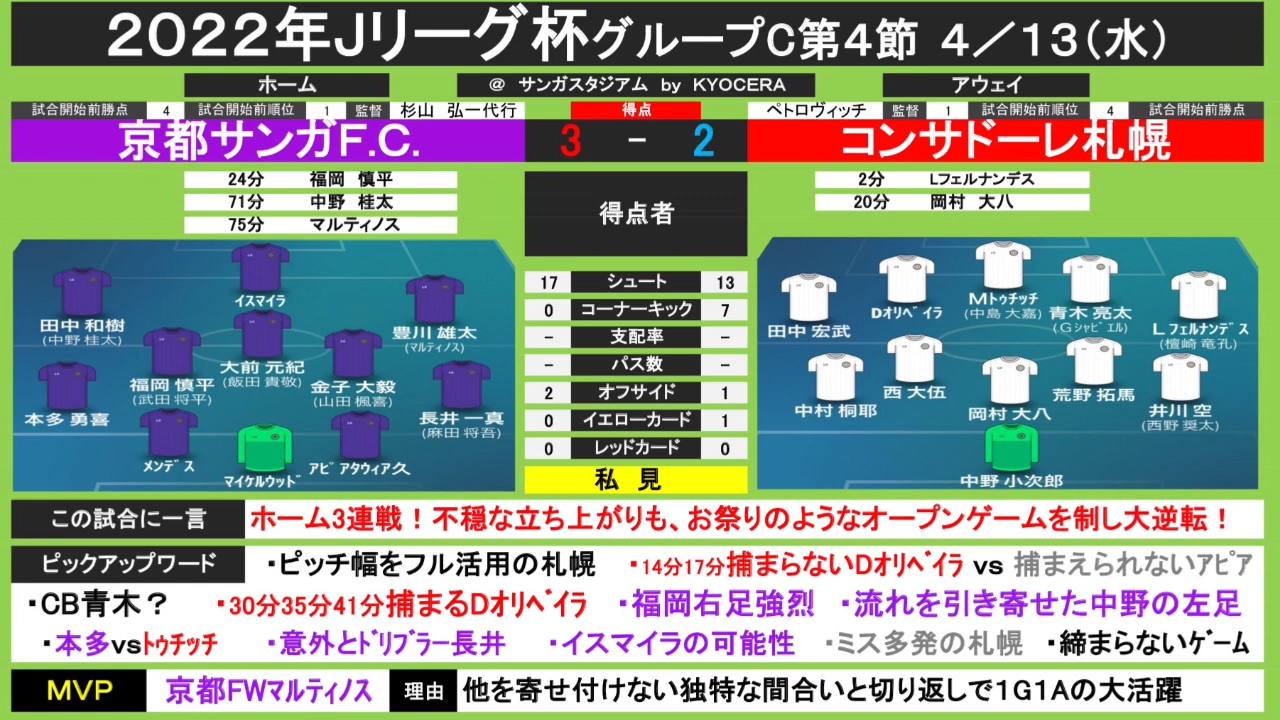 2022年Jリーグ杯グループC第4節 4／13(水)
ホーム ＠ サンガスタジアム by KYOCERA アウェイ
試合開始前勝点 4 試合開始前順位 1 監督 杉山 弘一代行 得点 ペトロヴィッチ 監督 1 試合開始前順位 4 試合開始前勝点
京都サンガF.C. 3 － 2 コンサドーレ札幌
24分 福岡 慎平
71分 中野 桂太
75分 マルティノス
得点者
2分 Lフェルナンデス
20分 岡村 大八
イスマイラ
田中 和樹
(中野 桂太)
豊川 雄太
(マルティノス)
大前 元紀
(飯田 貴敬)
福岡 慎平
(武田 将平)
金子 大毅
(山田 楓喜)
本多 勇喜
長井 一真
(麻田 将吾)
メンデス
アピアタウィア久
マイケルウッド
17 シュート 13
0 コーナーキック 7
- 支配率 -
- パス数 -
2 オフサイド 1
0 イエローカード 1
0 レッドカード 0
私 見
Mトゥチッチ
(中島 大嘉)
Dオリベイラ
青木 亮太
(Gシャビエル)
田中 宏武
Lフェルナンデス
(檀崎 竜孔)
西 大伍
荒野 拓馬
中村 桐耶
岡村 大八
井川 空
(西野 奨太)
中野 小次郎
この試合に一言 ホーム3連戦！不穏な立ち上がりも、お祭りのようなオープンゲームを制し大逆転！
ピックアップワード ・ピッチ幅をフル活用の札幌 ・14分17分捕まらないDオリベイラ vs 捕まえられないアピア
・CB青木？ ・30分35分41分捕まるDオリベイラ ・福岡右足強烈 ・流れを引き寄せた中野の左足
・本多vsトゥチッチ ・意外とドリブラー長井 ・イスマイラの可能性 ・ミス多発の札幌 ・締まらないゲーム
MVP 京都FWマルティノス 理由 他を寄せ付けない独特な間合いと切り返しで1G1Aの大活躍